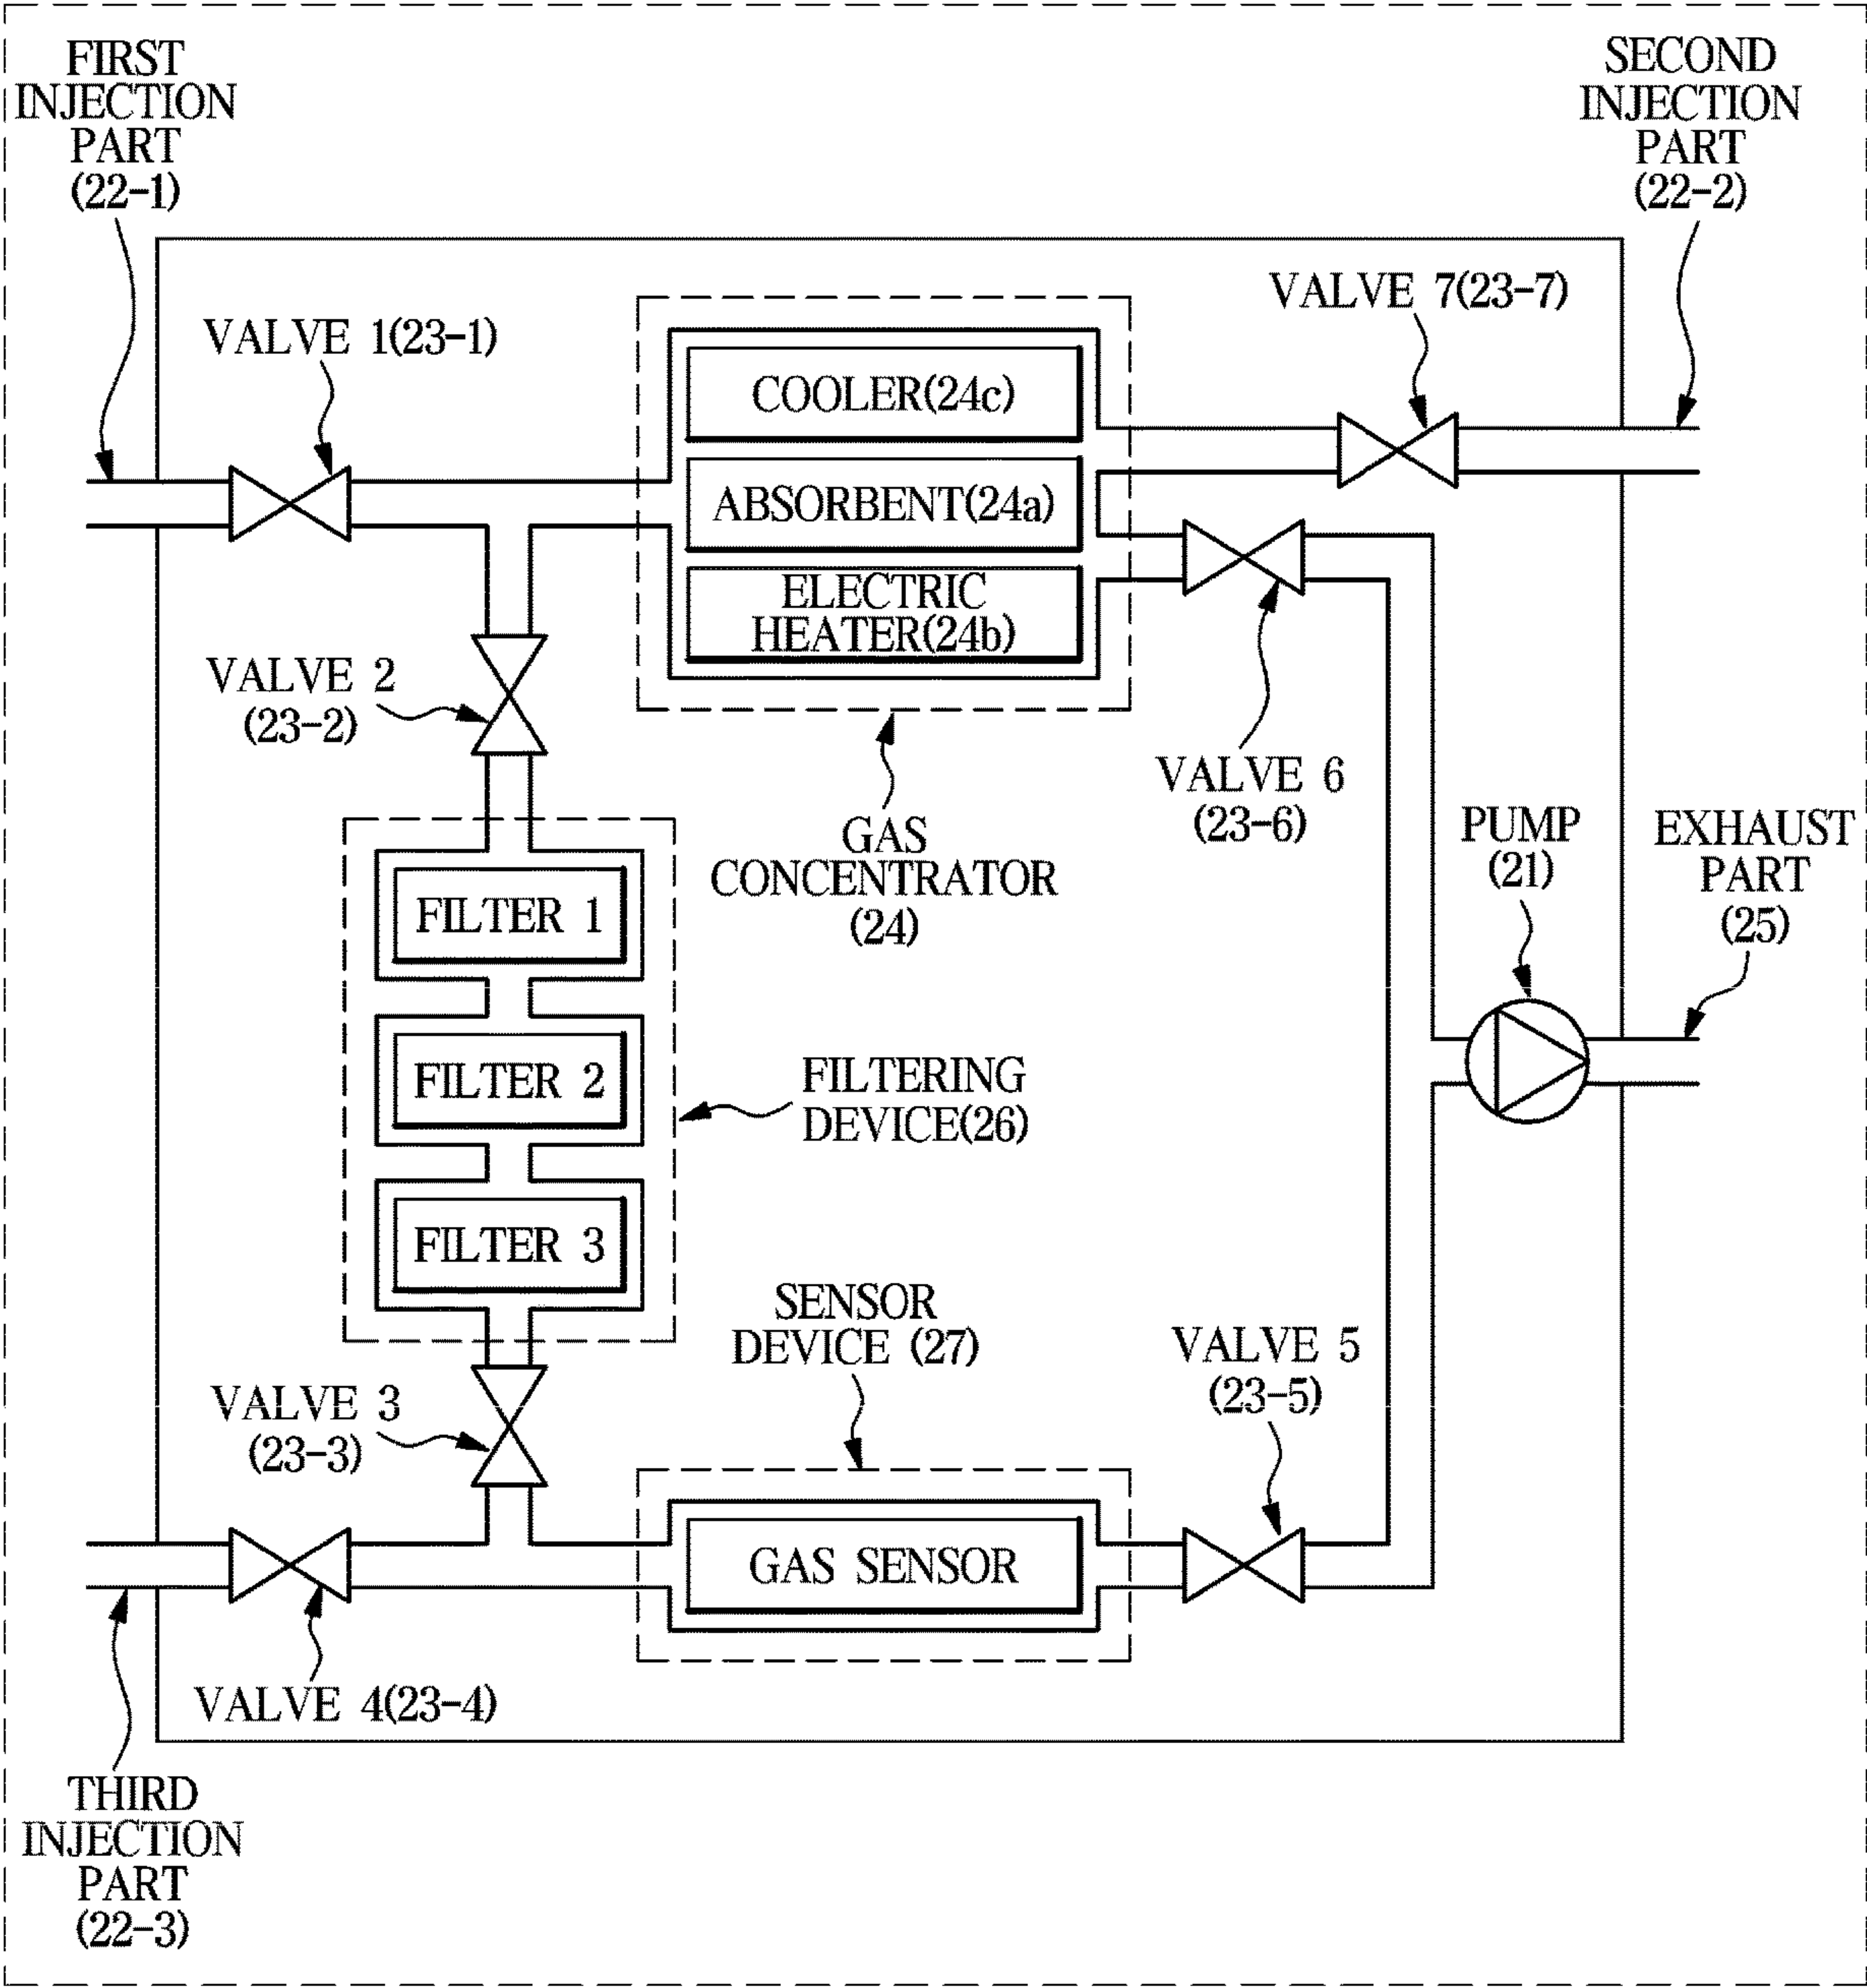 FIRST
INJECTION
PART
(22-1)
SECOND
INJECTION
PART
(22-2)
VALVE 1(23-1)
VALVE 7(23-7)
COOLER(24c)
ABSORBENT(24a)
ELECTRIC
HEATER(24b)
VALVE 2
(23-2)
VALVE 6
(23-6)
GAS
CONCENTRATOR
(24)
PUMP
(21)
EXHAUST
PART
(25)
FILTER 1
FILTER 2
FILTER 3
FILTERING
DEVICE(26)
SENSOR
DEVICE (27)
VALVE 5
(23-5)
VALVE 3
(23-3)
GAS SENSOR
VALVE 4(23-4)
THIRD
INJECTION
PART
(22-3)